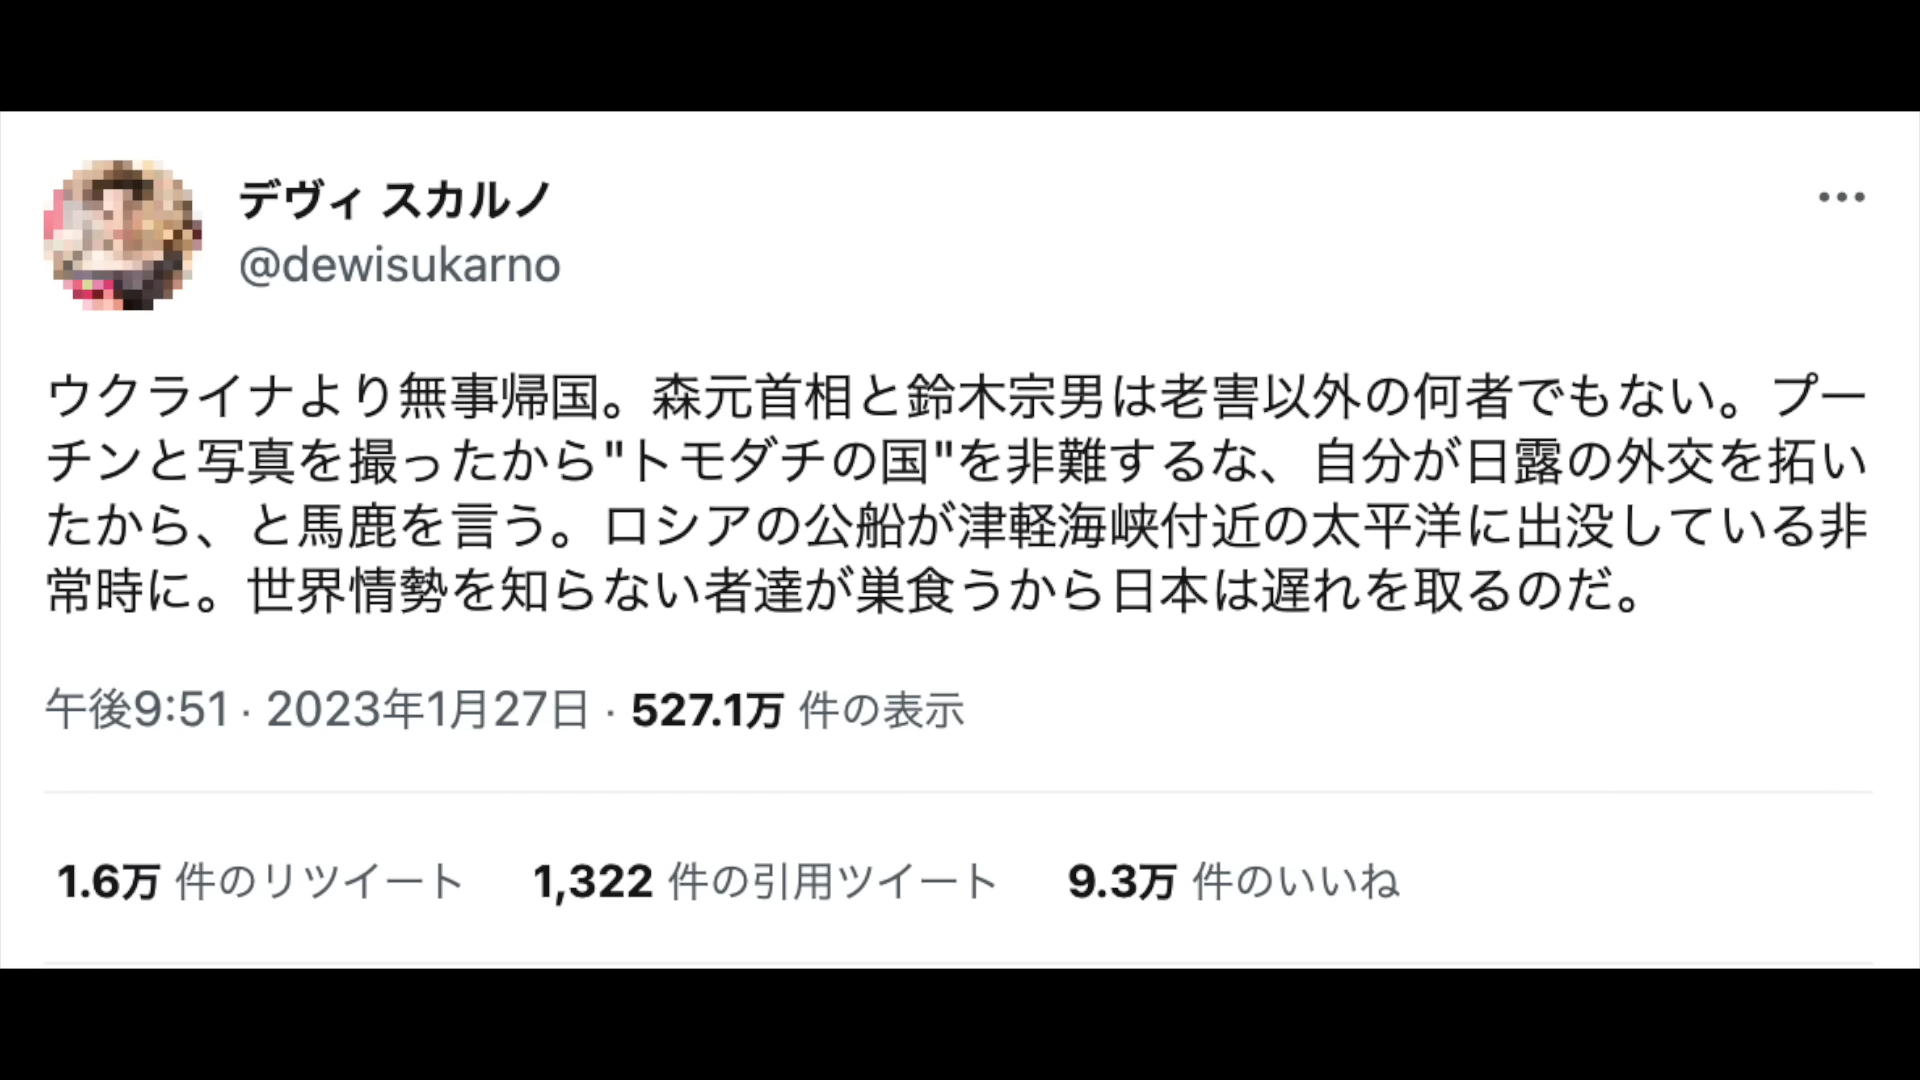 デヴィ スカルノ
@dewisukarno
ウクライナより無事帰国。森元首相と鈴木宗男は老害以外の何者でもない。プー
チンと写真を撮ったから"トモダチの国"を非難するな、自分が日露の外交を拓い
たから、と馬鹿を言う。ロシアの公船が津軽海峡付近の太平洋に出没している非
常時に。世界情勢を知らない者達が巣食うから日本は遅れを取るのだ。
午後9:51 · 2023年1月27日 · 527.1万 件の表示
1.6万 件のリツイート 1,322 件の引用ツイート 9.3万 件のいいね